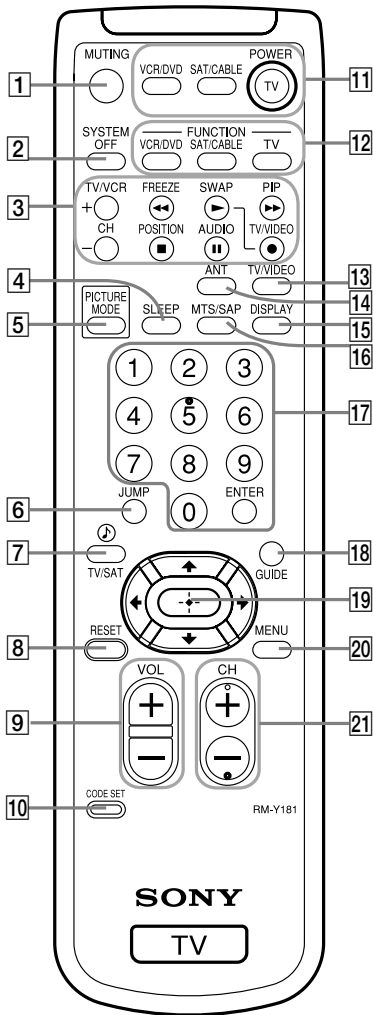 MUTING
POWER
VCR/DVD SAT/CABLE
TV
1
11
SYSTEM
OFF
FUNCTION
VCR/DVD SAT/CABLE TV
2
12
TV/VCR FREEZE SWAP PIP
3
+
CH POSITION AUDIO TV/VIDEO
−
4
ANT TV/VIDEO
13
14
PICTURE
MODE
SLEEP MTS/SAP DISPLAY
5
15
16
1 2 3
17
4 5 6
7 8 9
JUMP ENTER
6
0
7
TV/SAT
GUIDE
18
19
RESET MENU
8
20
VOL CH
+ +
9
21
− −
CODE SET
10
RM-Y181
SONY
TV